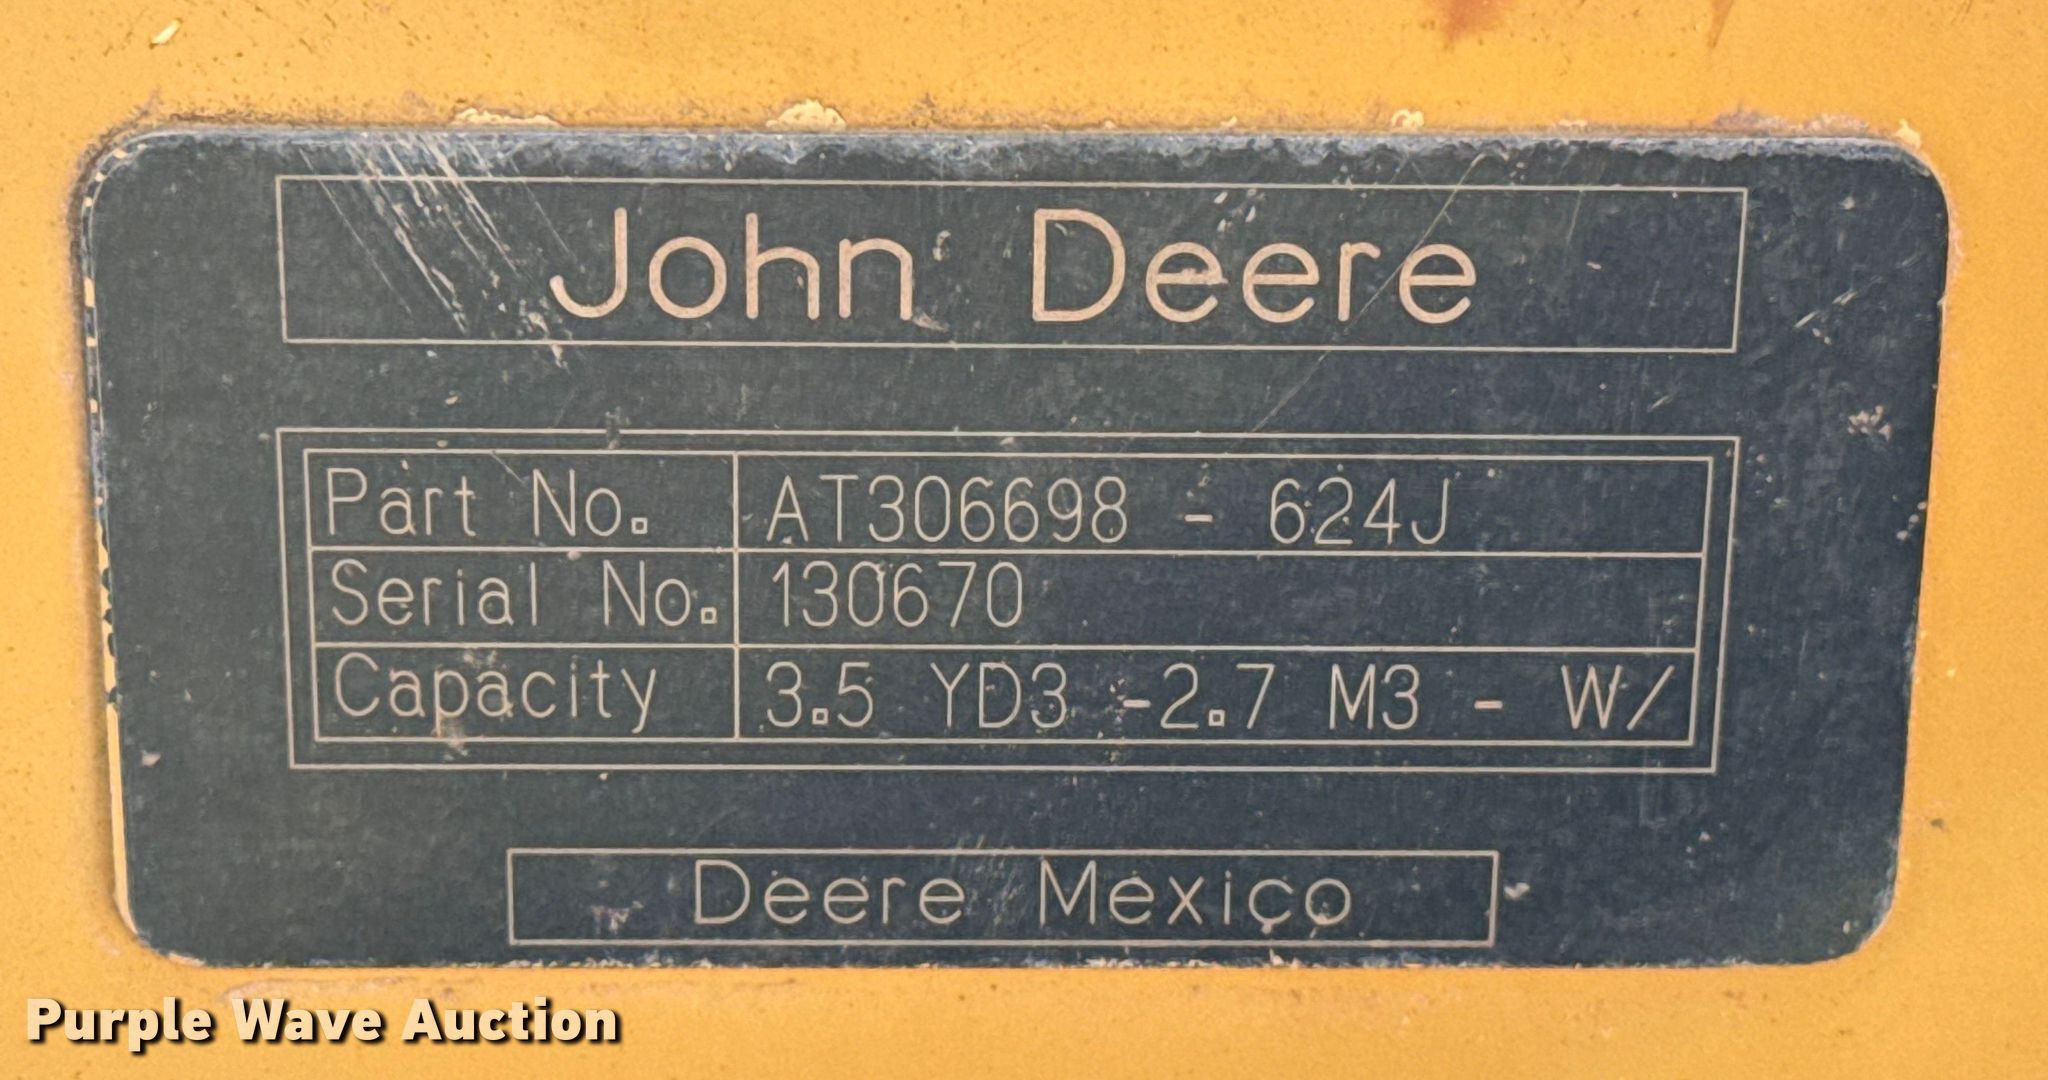 John Deere
Part No. AT306698 - 624J
Serial No. 130670
Capacity 3.5 YD3 -2.7 M3 - W/
Deere Mexico
Purple Wave Auction